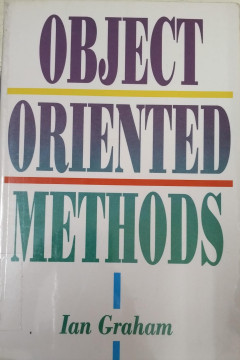 OBJECT
ORIENTED
METHODS
Ian Graham